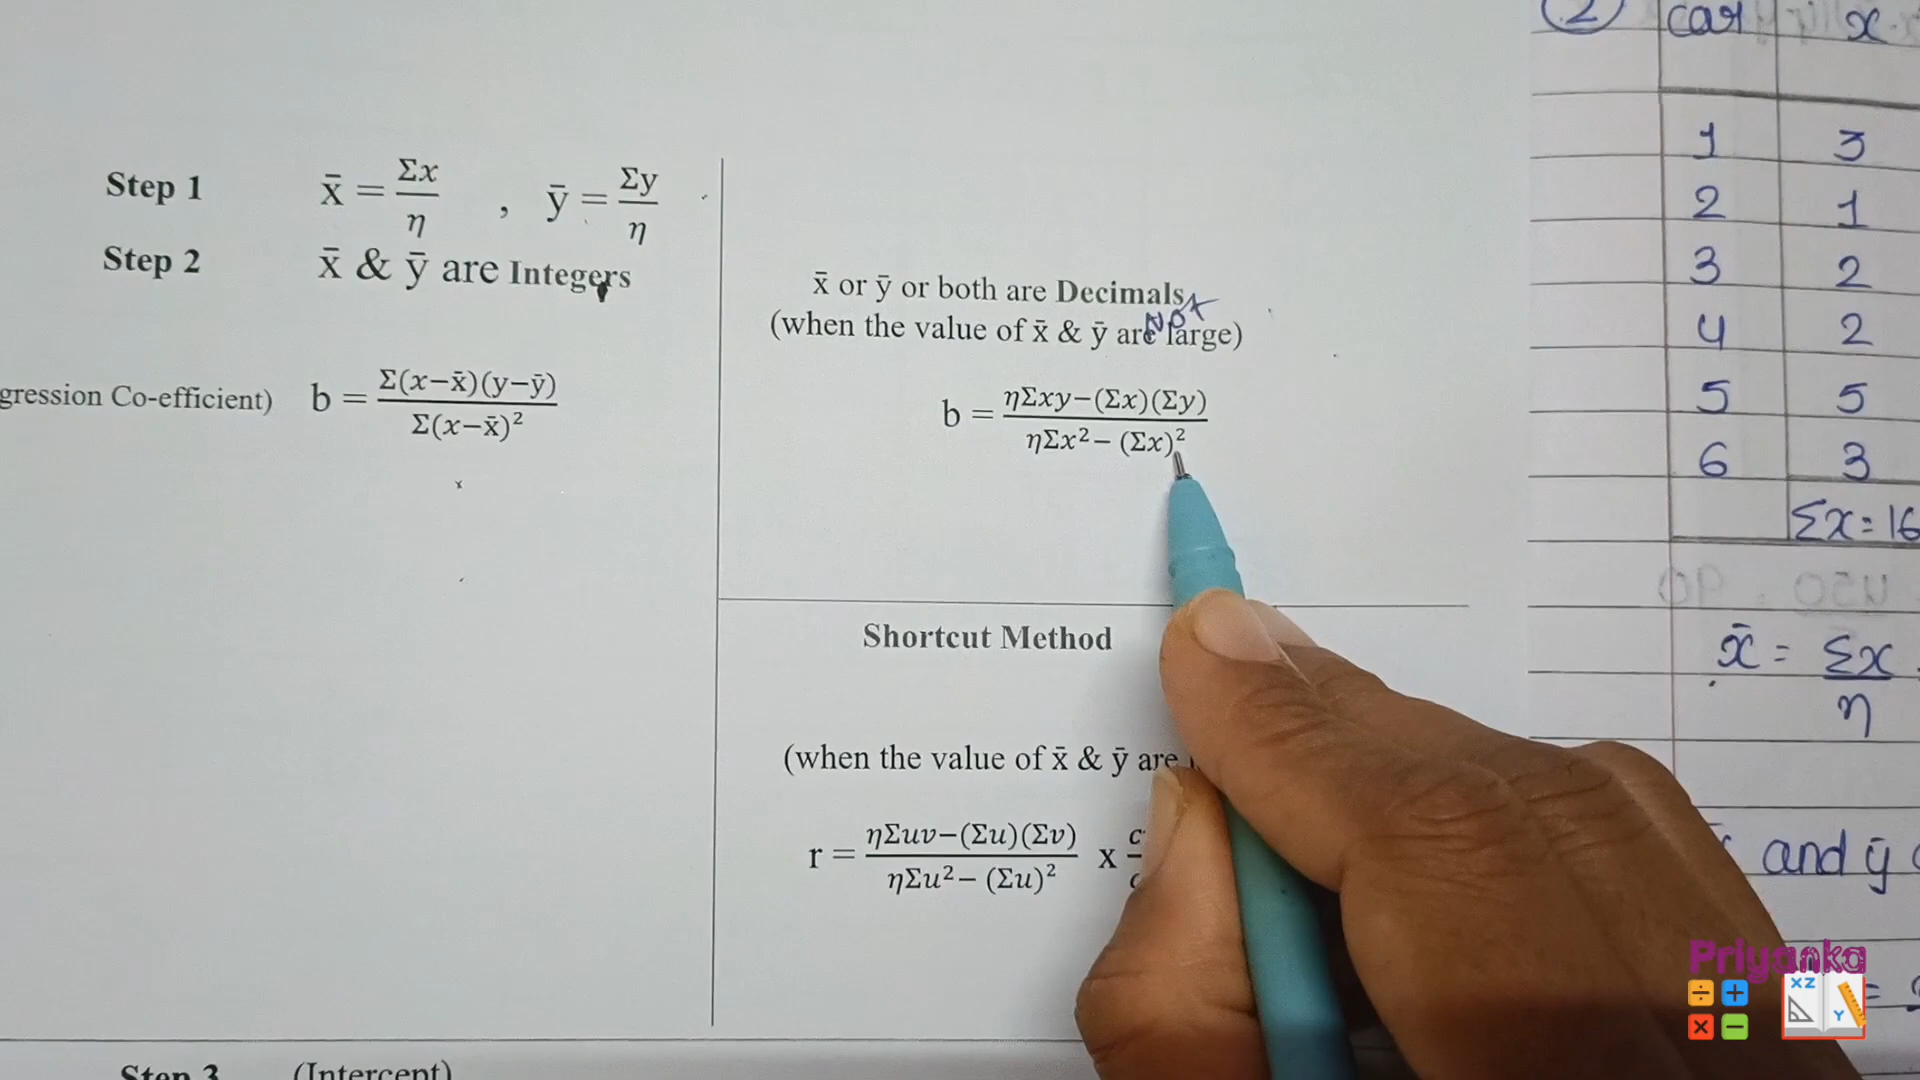 Step 1 x̄ = Σx/η , ȳ = Σy/η
Step 2 x̄ & ȳ are Integers
gression Co-efficient) b = Σ(x−x̄)(y−ȳ)/Σ(x−x̄)²
x̄ or ȳ or both are Decimals
(when the value of x̄ & ȳ are Not large)
b = ηΣxy−(Σx)(Σy)/ηΣx²− (Σx)²
Shortcut Method
(when the value of x̄ & ȳ are
r = ηΣuv−(Σu)(Σv)/ηΣu²− (Σu)² x
Step 3 (Intercept)
② car x
1 3
2 1
3 2
4 2
5 5
6 3
Σx = 16
x̄ = Σx/η
and ȳ
=
Priyanka
÷ +
× −
XZ
Y